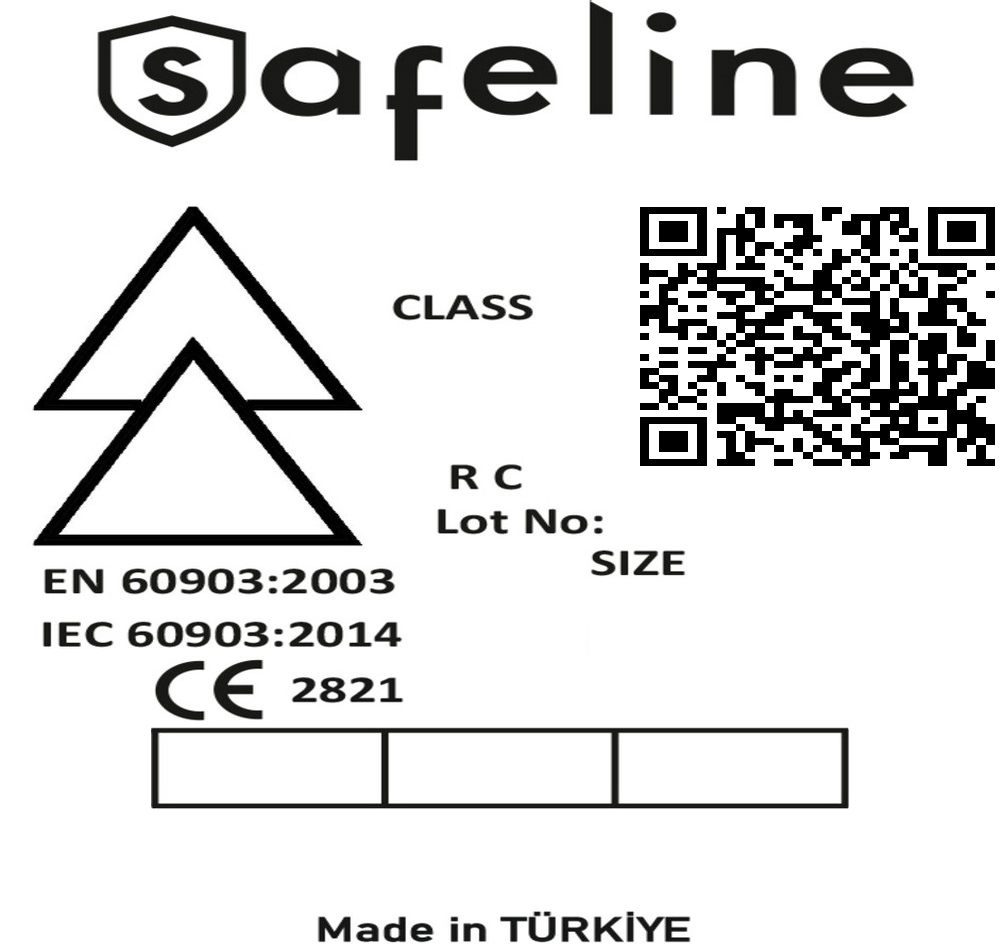 safeline
CLASS
R C
Lot No:
SIZE
EN 60903:2003
IEC 60903:2014
CE 2821
Made in TÜRKİYE